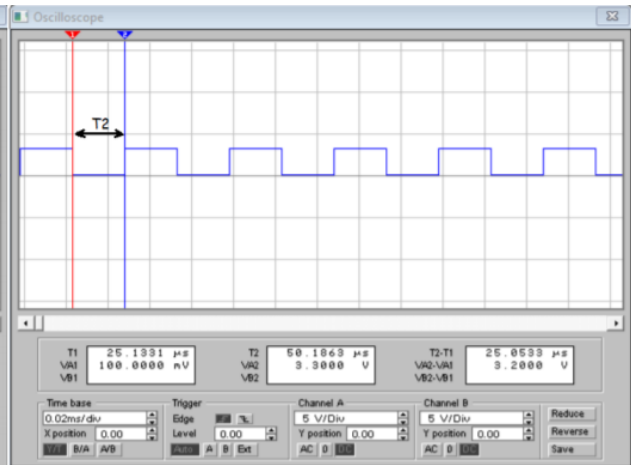 Oscilloscope
1 2
T2
T1 25.1331 µs T2 50.1863 µs T2-T1 25.0533 µs
VA1 100.0000 mV VA2 3.3000 V VA2-VA1 3.2000 V
VB1 VB2 VB2-VB1
Time base Trigger Channel A Channel B
0.02ms/div Edge 5 V/Div 5 V/Div Reduce
X position 0.00 Level 0.00 Y position 0.00 Y position 0.00 Reverse
Y/T B/A A/B Auto A B Ext AC 0 DC AC 0 DC Save